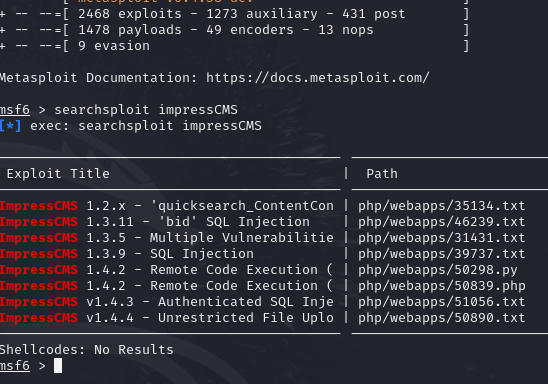 + -- --=[ 2468 exploits - 1273 auxiliary - 431 post       ]
+ -- --=[ 1478 payloads - 49 encoders - 13 nops           ]
+ -- --=[ 9 evasion                                       ]
Metasploit Documentation: https://docs.metasploit.com/
msf6 > searchsploit impressCMS
[*] exec: searchsploit impressCMS
Exploit Title | Path
ImpressCMS 1.2.x - 'quicksearch_ContentCon | php/webapps/35134.txt
ImpressCMS 1.3.11 - 'bid' SQL Injection | php/webapps/46239.txt
ImpressCMS 1.3.5 - Multiple Vulnerabilitie | php/webapps/31431.txt
ImpressCMS 1.3.9 - SQL Injection | php/webapps/39737.txt
ImpressCMS 1.4.2 - Remote Code Execution ( | php/webapps/50298.py
ImpressCMS 1.4.2 - Remote Code Execution ( | php/webapps/50839.php
ImpressCMS v1.4.3 - Authenticated SQL Inje | php/webapps/51056.txt
ImpressCMS v1.4.4 - Unrestricted File Uplo | php/webapps/50890.txt
Shellcodes: No Results
msf6 >